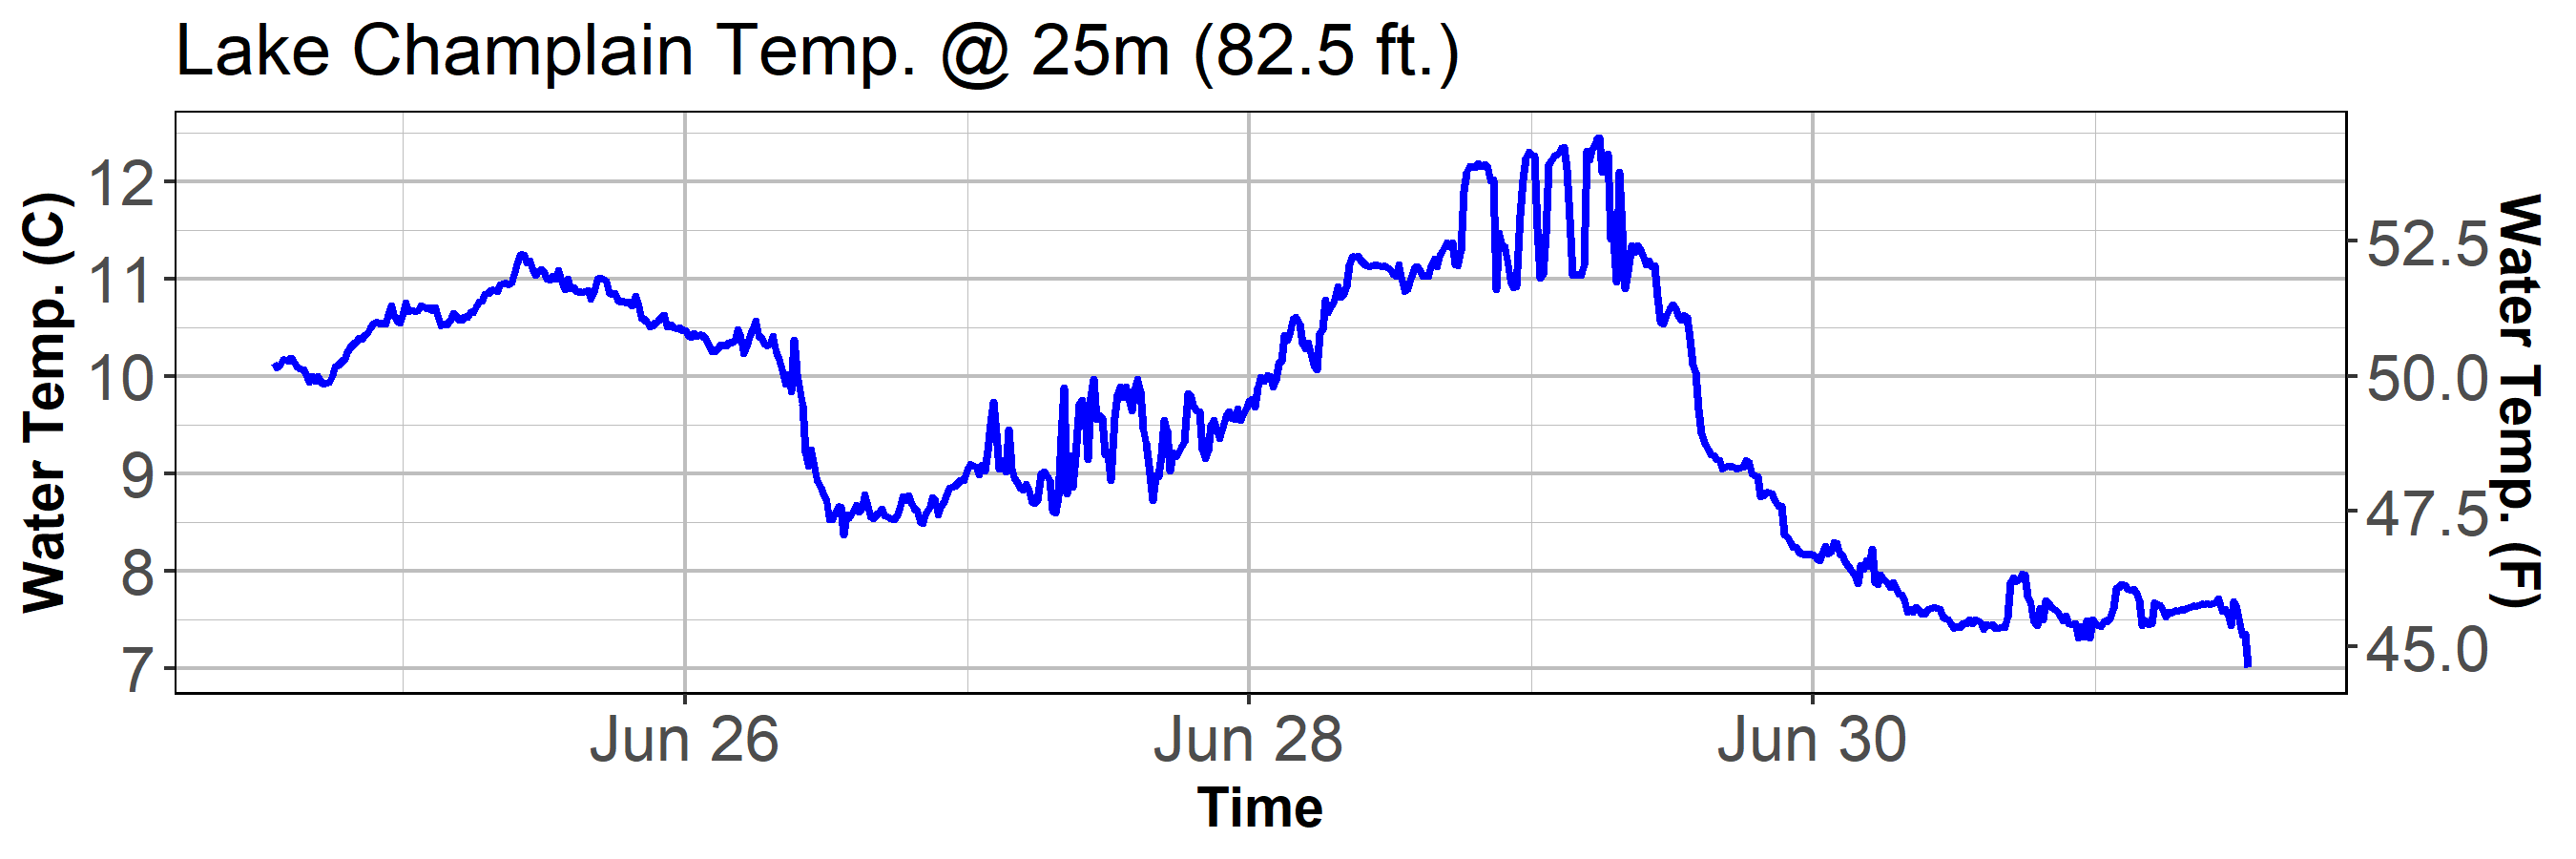 Lake Champlain Temp. @ 25m (82.5 ft.)
Water Temp. (C)
12
11
10
9
8
7
52.5
50.0
47.5
45.0
Water Temp. (F)
Jun 26 Jun 28 Jun 30
Time